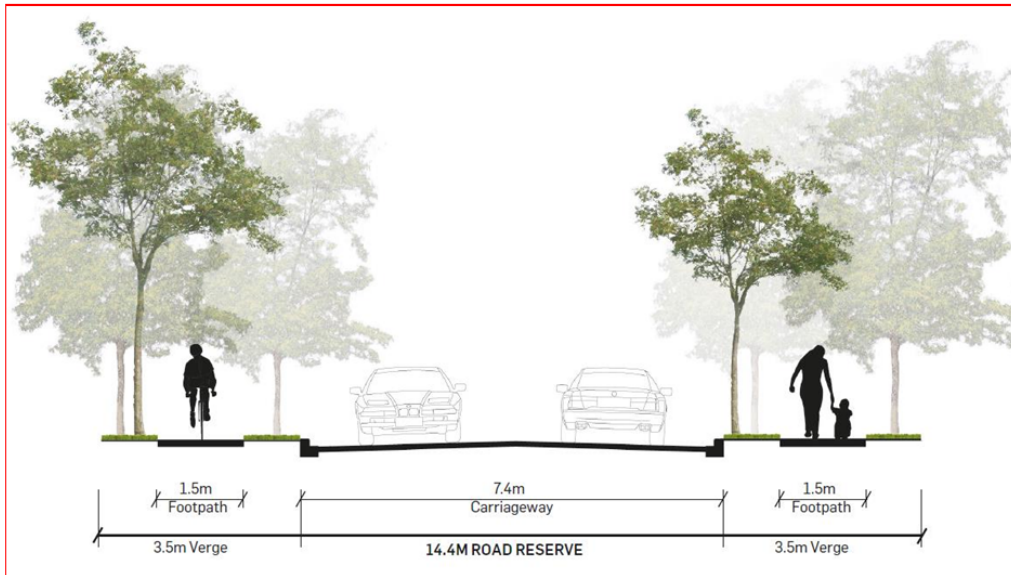 1.5m
Footpath
7.4m
Carriageway
1.5m
Footpath
3.5m Verge
14.4M ROAD RESERVE
3.5m Verge